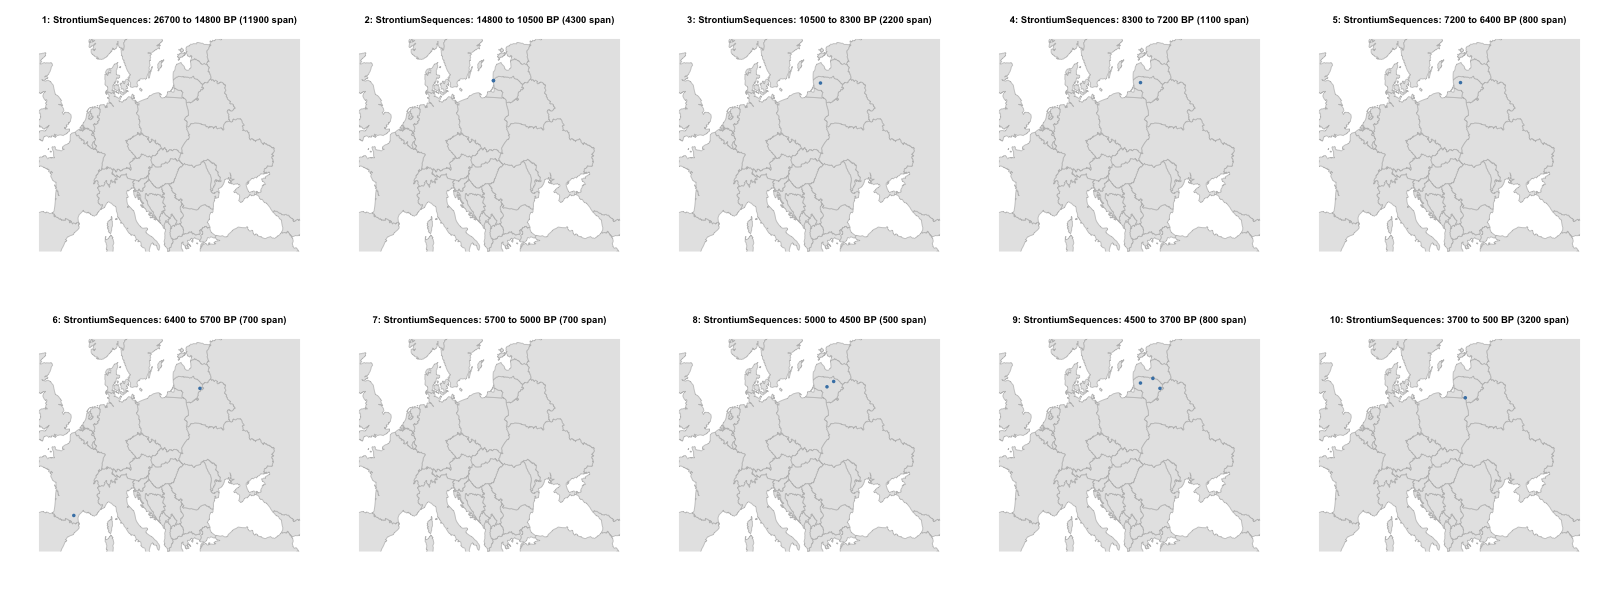 1: StrontiumSequences: 26700 to 14800 BP (11900 span)
2: StrontiumSequences: 14800 to 10500 BP (4300 span)
3: StrontiumSequences: 10500 to 8300 BP (2200 span)
4: StrontiumSequences: 8300 to 7200 BP (1100 span)
5: StrontiumSequences: 7200 to 6400 BP (800 span)
6: StrontiumSequences: 6400 to 5700 BP (700 span)
7: StrontiumSequences: 5700 to 5000 BP (700 span)
8: StrontiumSequences: 5000 to 4500 BP (500 span)
9: StrontiumSequences: 4500 to 3700 BP (800 span)
10: StrontiumSequences: 3700 to 500 BP (3200 span)